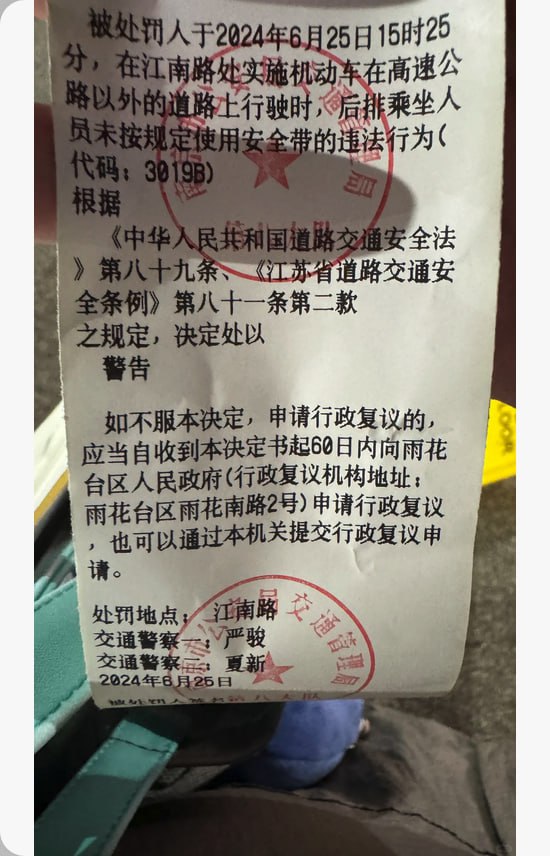 被处罚人于2024年6月25日15时25
分，在江南路处实施机动车在高速公
路以外的道路上行驶时，后排乘坐人
员未按规定使用安全带的违法行为(
代码：3019B)
根据
《中华人民共和国道路交通安全法
》第八十九条、《江苏省道路交通安
全条例》第八十一条第二款
之规定，决定处以
警告
如不服本决定，申请行政复议的，
应当自收到本决定书起60日内向雨花
台区人民政府(行政复议机构地址：
雨花台区雨花南路2号)申请行政复议
，也可以通过本机关提交行政复议申
请。
处罚地点： 江南路
交通警察一：严骏
交通警察二：夏新
2024年6月25日
交通管理局
交通管理局